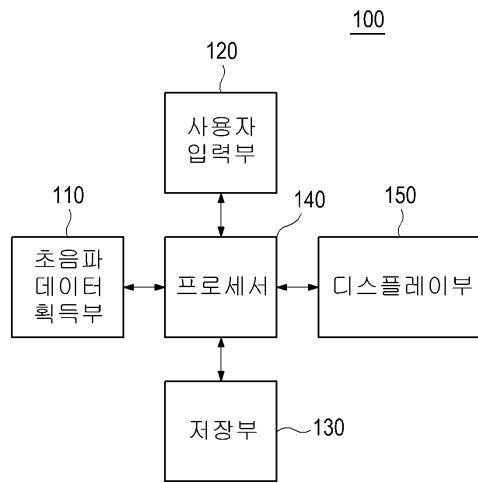 100
120
사용자
입력부
110
초음파
데이터
획득부
140
프로세서
150
디스플레이부
저장부
130